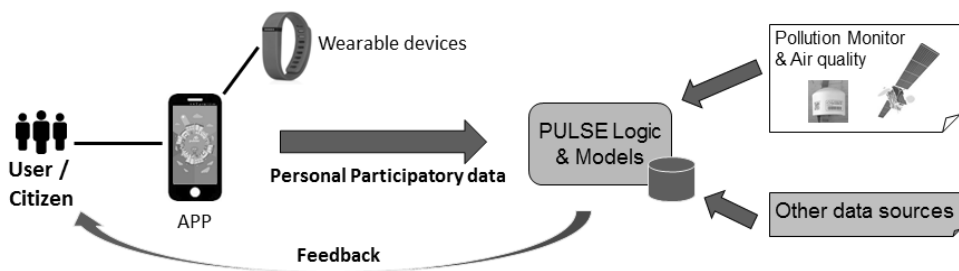 Wearable devices
Pollution Monitor
& Air quality
PULSE Logic
& Models
User /
Citizen
Personal Participatory data
APP
Other data sources
Feedback